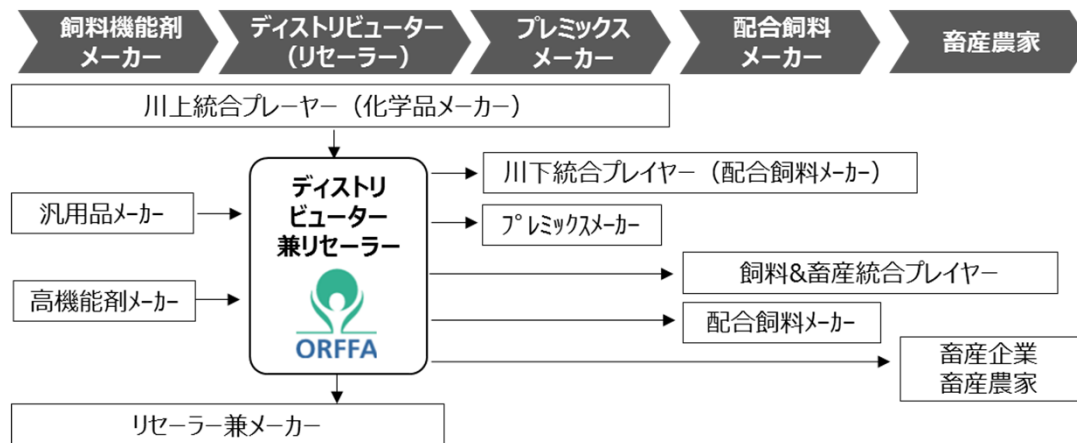 飼料機能剤
メーカー
ディストリビューター
（リセーラー）
プレミックス
メーカー
配合飼料
メーカー
畜産農家
川上統合プレーヤー（化学品メーカー）
ディストリ
ビューター
兼リセーラー
ORFFA
汎用品ﾒｰｶｰ
高機能剤ﾒｰｶｰ
川下統合プレイヤー（配合飼料ﾒｰｶｰ）
ﾌﾟﾚﾐｯｸｽﾒｰｶｰ
飼料&畜産統合プレイヤー
配合飼料ﾒｰｶｰ
畜産企業
畜産農家
リセーラー兼メーカー